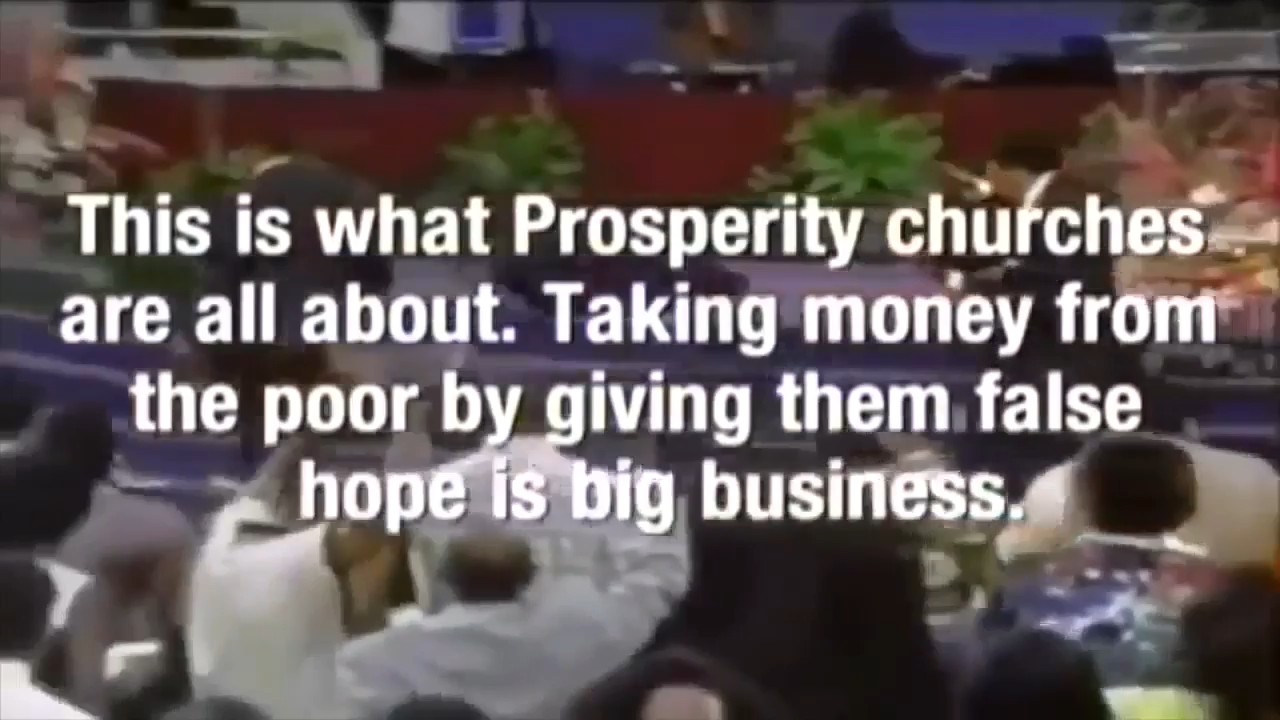 This is what Prosperity churches
are all about. Taking money from
the poor by giving them false
hope is big business.